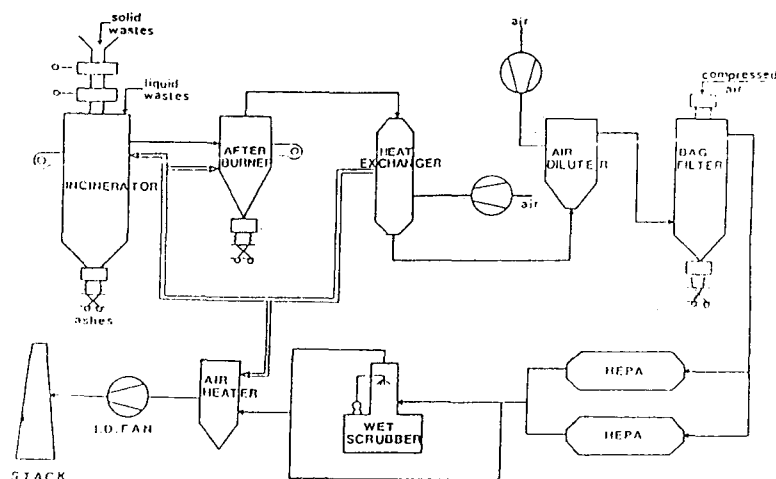 solid
wastes
liquid
wastes
INCINERATOR
ashes
AFTER
BURNER
HEAT
EXCHANGER
air
air
AIR
DILUTER
compressed
air
BAG
FILTER
STACK
I.D. FAN
AIR
HEATER
WET
SCRUBBER
HEPA
HEPA